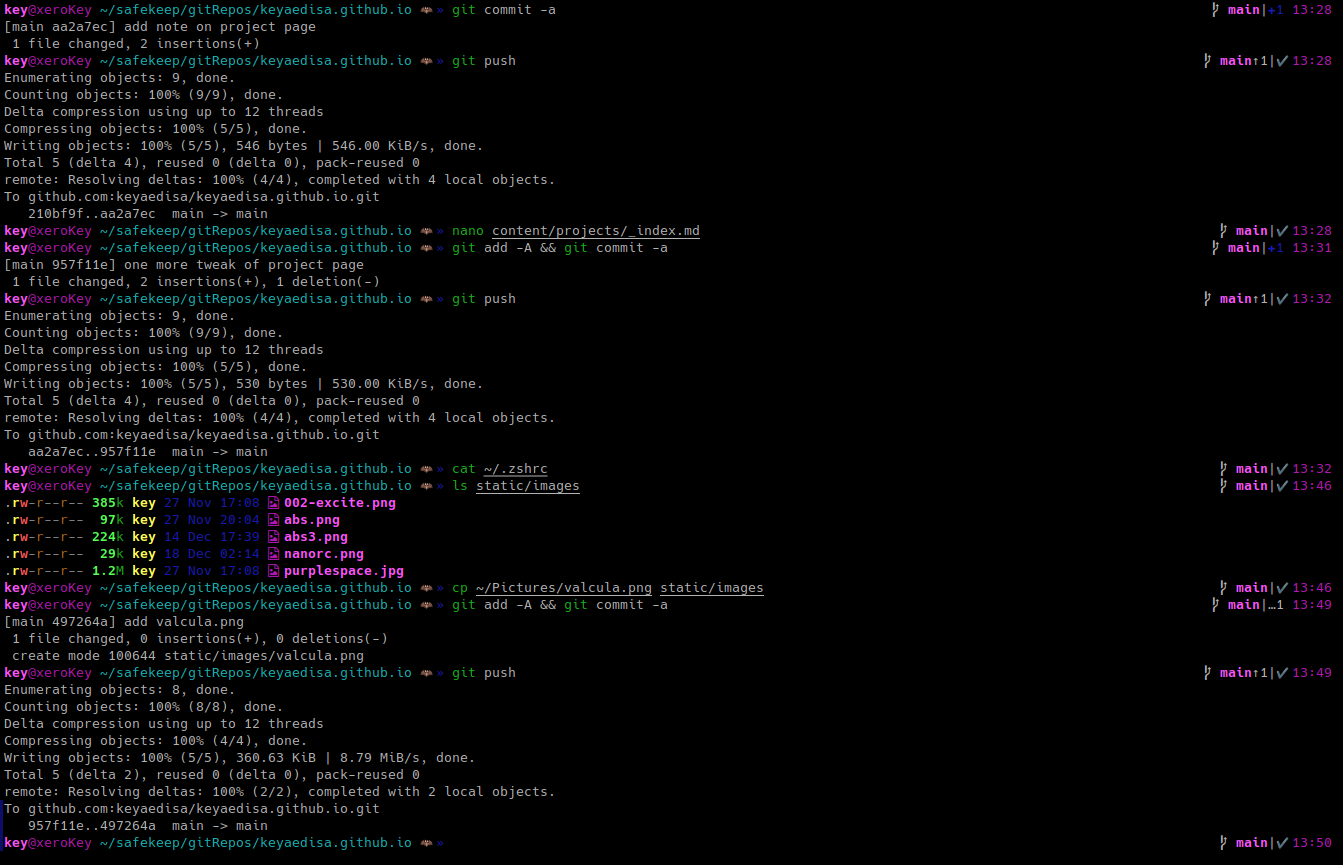 key@xeroKey ~/safekeep/gitRepos/keyaedisa.github.io 🦇» git commit -a main|✚1 13:28
[main aa2a7ec] add note on project page
 1 file changed, 2 insertions(+)
key@xeroKey ~/safekeep/gitRepos/keyaedisa.github.io 🦇» git push main↑1|✔ 13:28
Enumerating objects: 9, done.
Counting objects: 100% (9/9), done.
Delta compression using up to 12 threads
Compressing objects: 100% (5/5), done.
Writing objects: 100% (5/5), 546 bytes | 546.00 KiB/s, done.
Total 5 (delta 4), reused 0 (delta 0), pack-reused 0
remote: Resolving deltas: 100% (4/4), completed with 4 local objects.
To github.com:keyaedisa/keyaedisa.github.io.git
   210bf9f..aa2a7ec  main -> main
key@xeroKey ~/safekeep/gitRepos/keyaedisa.github.io 🦇» nano content/projects/_index.md main|✔ 13:28
key@xeroKey ~/safekeep/gitRepos/keyaedisa.github.io 🦇» git add -A && git commit -a main|✚1 13:31
[main 957f11e] one more tweak of project page
 1 file changed, 2 insertions(+), 1 deletion(-)
key@xeroKey ~/safekeep/gitRepos/keyaedisa.github.io 🦇» git push main↑1|✔ 13:32
Enumerating objects: 9, done.
Counting objects: 100% (9/9), done.
Delta compression using up to 12 threads
Compressing objects: 100% (5/5), done.
Writing objects: 100% (5/5), 530 bytes | 530.00 KiB/s, done.
Total 5 (delta 4), reused 0 (delta 0), pack-reused 0
remote: Resolving deltas: 100% (4/4), completed with 4 local objects.
To github.com:keyaedisa/keyaedisa.github.io.git
   aa2a7ec..957f11e  main -> main
key@xeroKey ~/safekeep/gitRepos/keyaedisa.github.io 🦇» cat ~/.zshrc main|✔ 13:32
key@xeroKey ~/safekeep/gitRepos/keyaedisa.github.io 🦇» ls static/images main|✔ 13:46
.rw-r--r-- 385k key 27 Nov 17:08 002-excite.png
.rw-r--r--  97k key 27 Nov 20:04 abs.png
.rw-r--r-- 224k key 14 Dec 17:39 abs3.png
.rw-r--r--  29k key 18 Dec 02:14 nanorc.png
.rw-r--r-- 1.2M key 27 Nov 17:08 purplespace.jpg
key@xeroKey ~/safekeep/gitRepos/keyaedisa.github.io 🦇» cp ~/Pictures/valcula.png static/images main|✔ 13:46
key@xeroKey ~/safekeep/gitRepos/keyaedisa.github.io 🦇» git add -A && git commit -a main|…1 13:49
[main 497264a] add valcula.png
 1 file changed, 0 insertions(+), 0 deletions(-)
 create mode 100644 static/images/valcula.png
key@xeroKey ~/safekeep/gitRepos/keyaedisa.github.io 🦇» git push main↑1|✔ 13:49
Enumerating objects: 8, done.
Counting objects: 100% (8/8), done.
Delta compression using up to 12 threads
Compressing objects: 100% (4/4), done.
Writing objects: 100% (5/5), 360.63 KiB | 8.79 MiB/s, done.
Total 5 (delta 2), reused 0 (delta 0), pack-reused 0
remote: Resolving deltas: 100% (2/2), completed with 2 local objects.
To github.com:keyaedisa/keyaedisa.github.io.git
   957f11e..497264a  main -> main
key@xeroKey ~/safekeep/gitRepos/keyaedisa.github.io 🦇» main|✔ 13:50